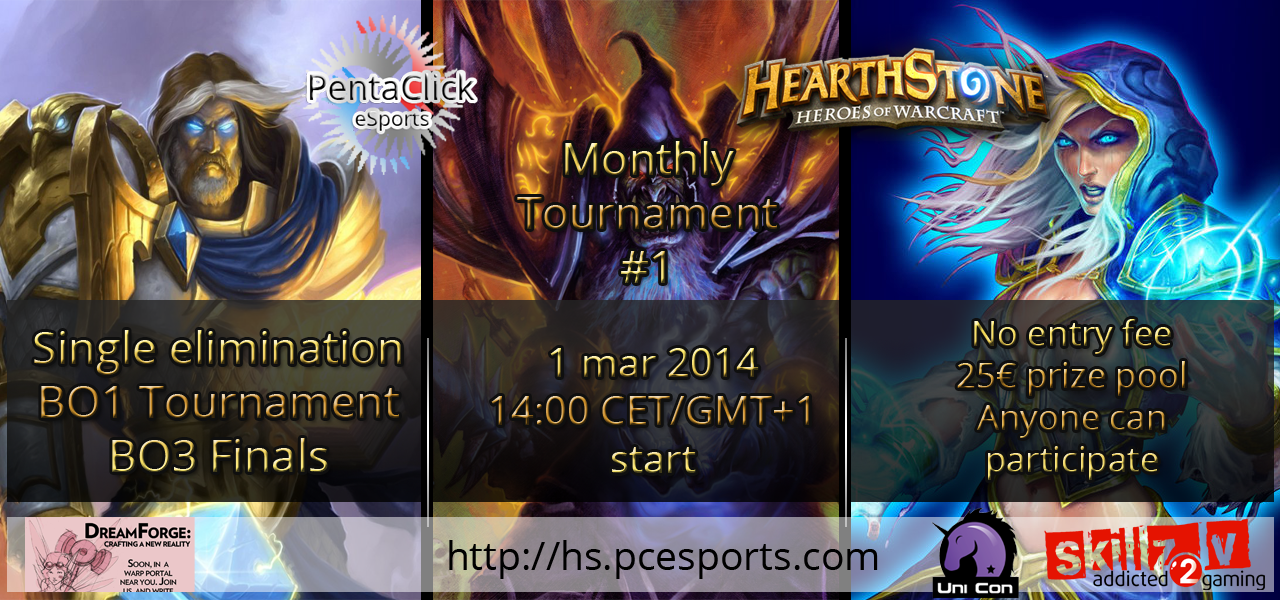 PentaClick
eSports
HEARTHSTONE
HEROES OF WARCRAFT
Monthly
Tournament
#1
Single elimination
BO1 Tournament
BO3 Finals
1 mar 2014
14:00 CET/GMT+1
start
No entry fee
25€ prize pool
Anyone can
participate
DREAMFORGE:
CRAFTING A NEW REALITY
SOON, IN A
WARP PORTAL
NEAR YOU. JOIN
US, AND WRITE
http://hs.pcesports.com
UNI CON
Skillz V
addicted 2 gaming